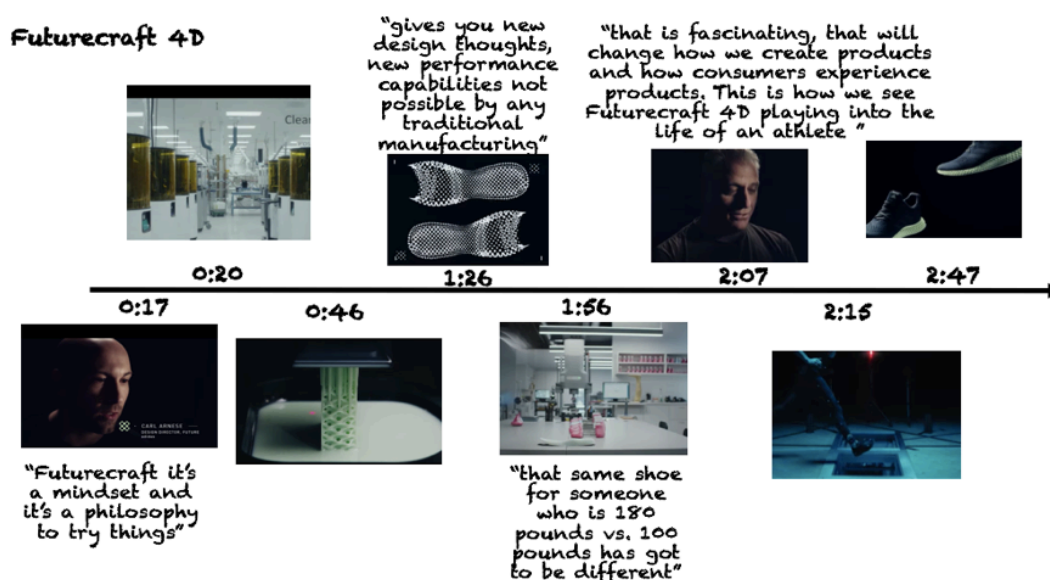 Futurecraft 4D
"gives you new
design thoughts,
new performance
capabilities not
possible by any
traditional
manufacturing"
"that is fascinating, that will
change how we create products
and how consumers experience
products. This is how we see
Futurecraft 4D playing into the
life of an athlete "
Clea
0:20
1:26
2:07
2:47
0:17
0:46
1:56
2:15
CARL ARNESE
DESIGN DIRECTOR, FUTURE
"Futurecraft it's
a mindset and
it's a philosophy
to try things"
"that same shoe
for someone
who is 180
pounds vs. 100
pounds has got
to be different"